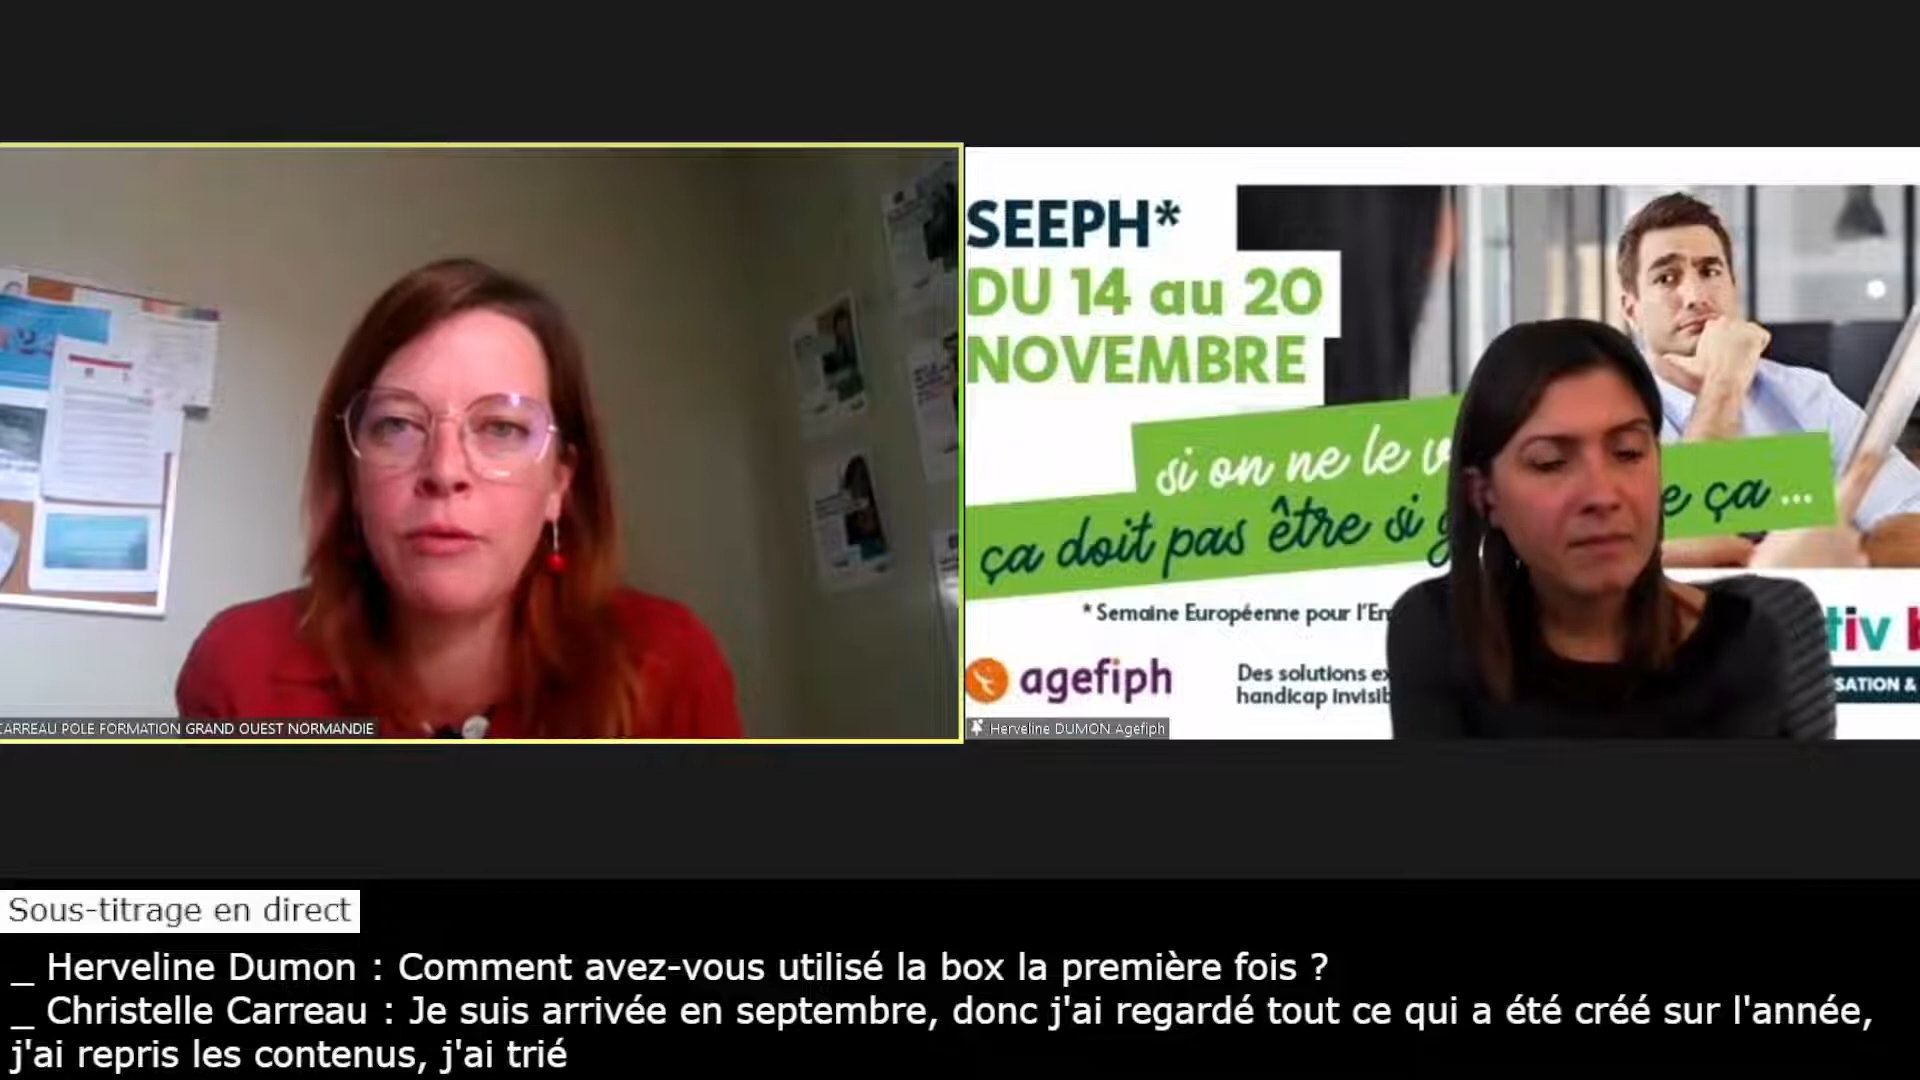 SEEPH*
DU 14 au 20
NOVEMBRE
si on ne le v
ça doit pas être si g e ça ...
* Semaine Européenne pour l'Em
agefiph
Des solutions ex
handicap invisib
tiv b
SATION &
CARREAU POLE FORMATION GRAND OUEST NORMANDIE
Herveline DUMON Agefiph
Sous-titrage en direct
_ Herveline Dumon : Comment avez-vous utilisé la box la première fois ?
_ Christelle Carreau : Je suis arrivée en septembre, donc j'ai regardé tout ce qui a été créé sur l'année,
j'ai repris les contenus, j'ai trié